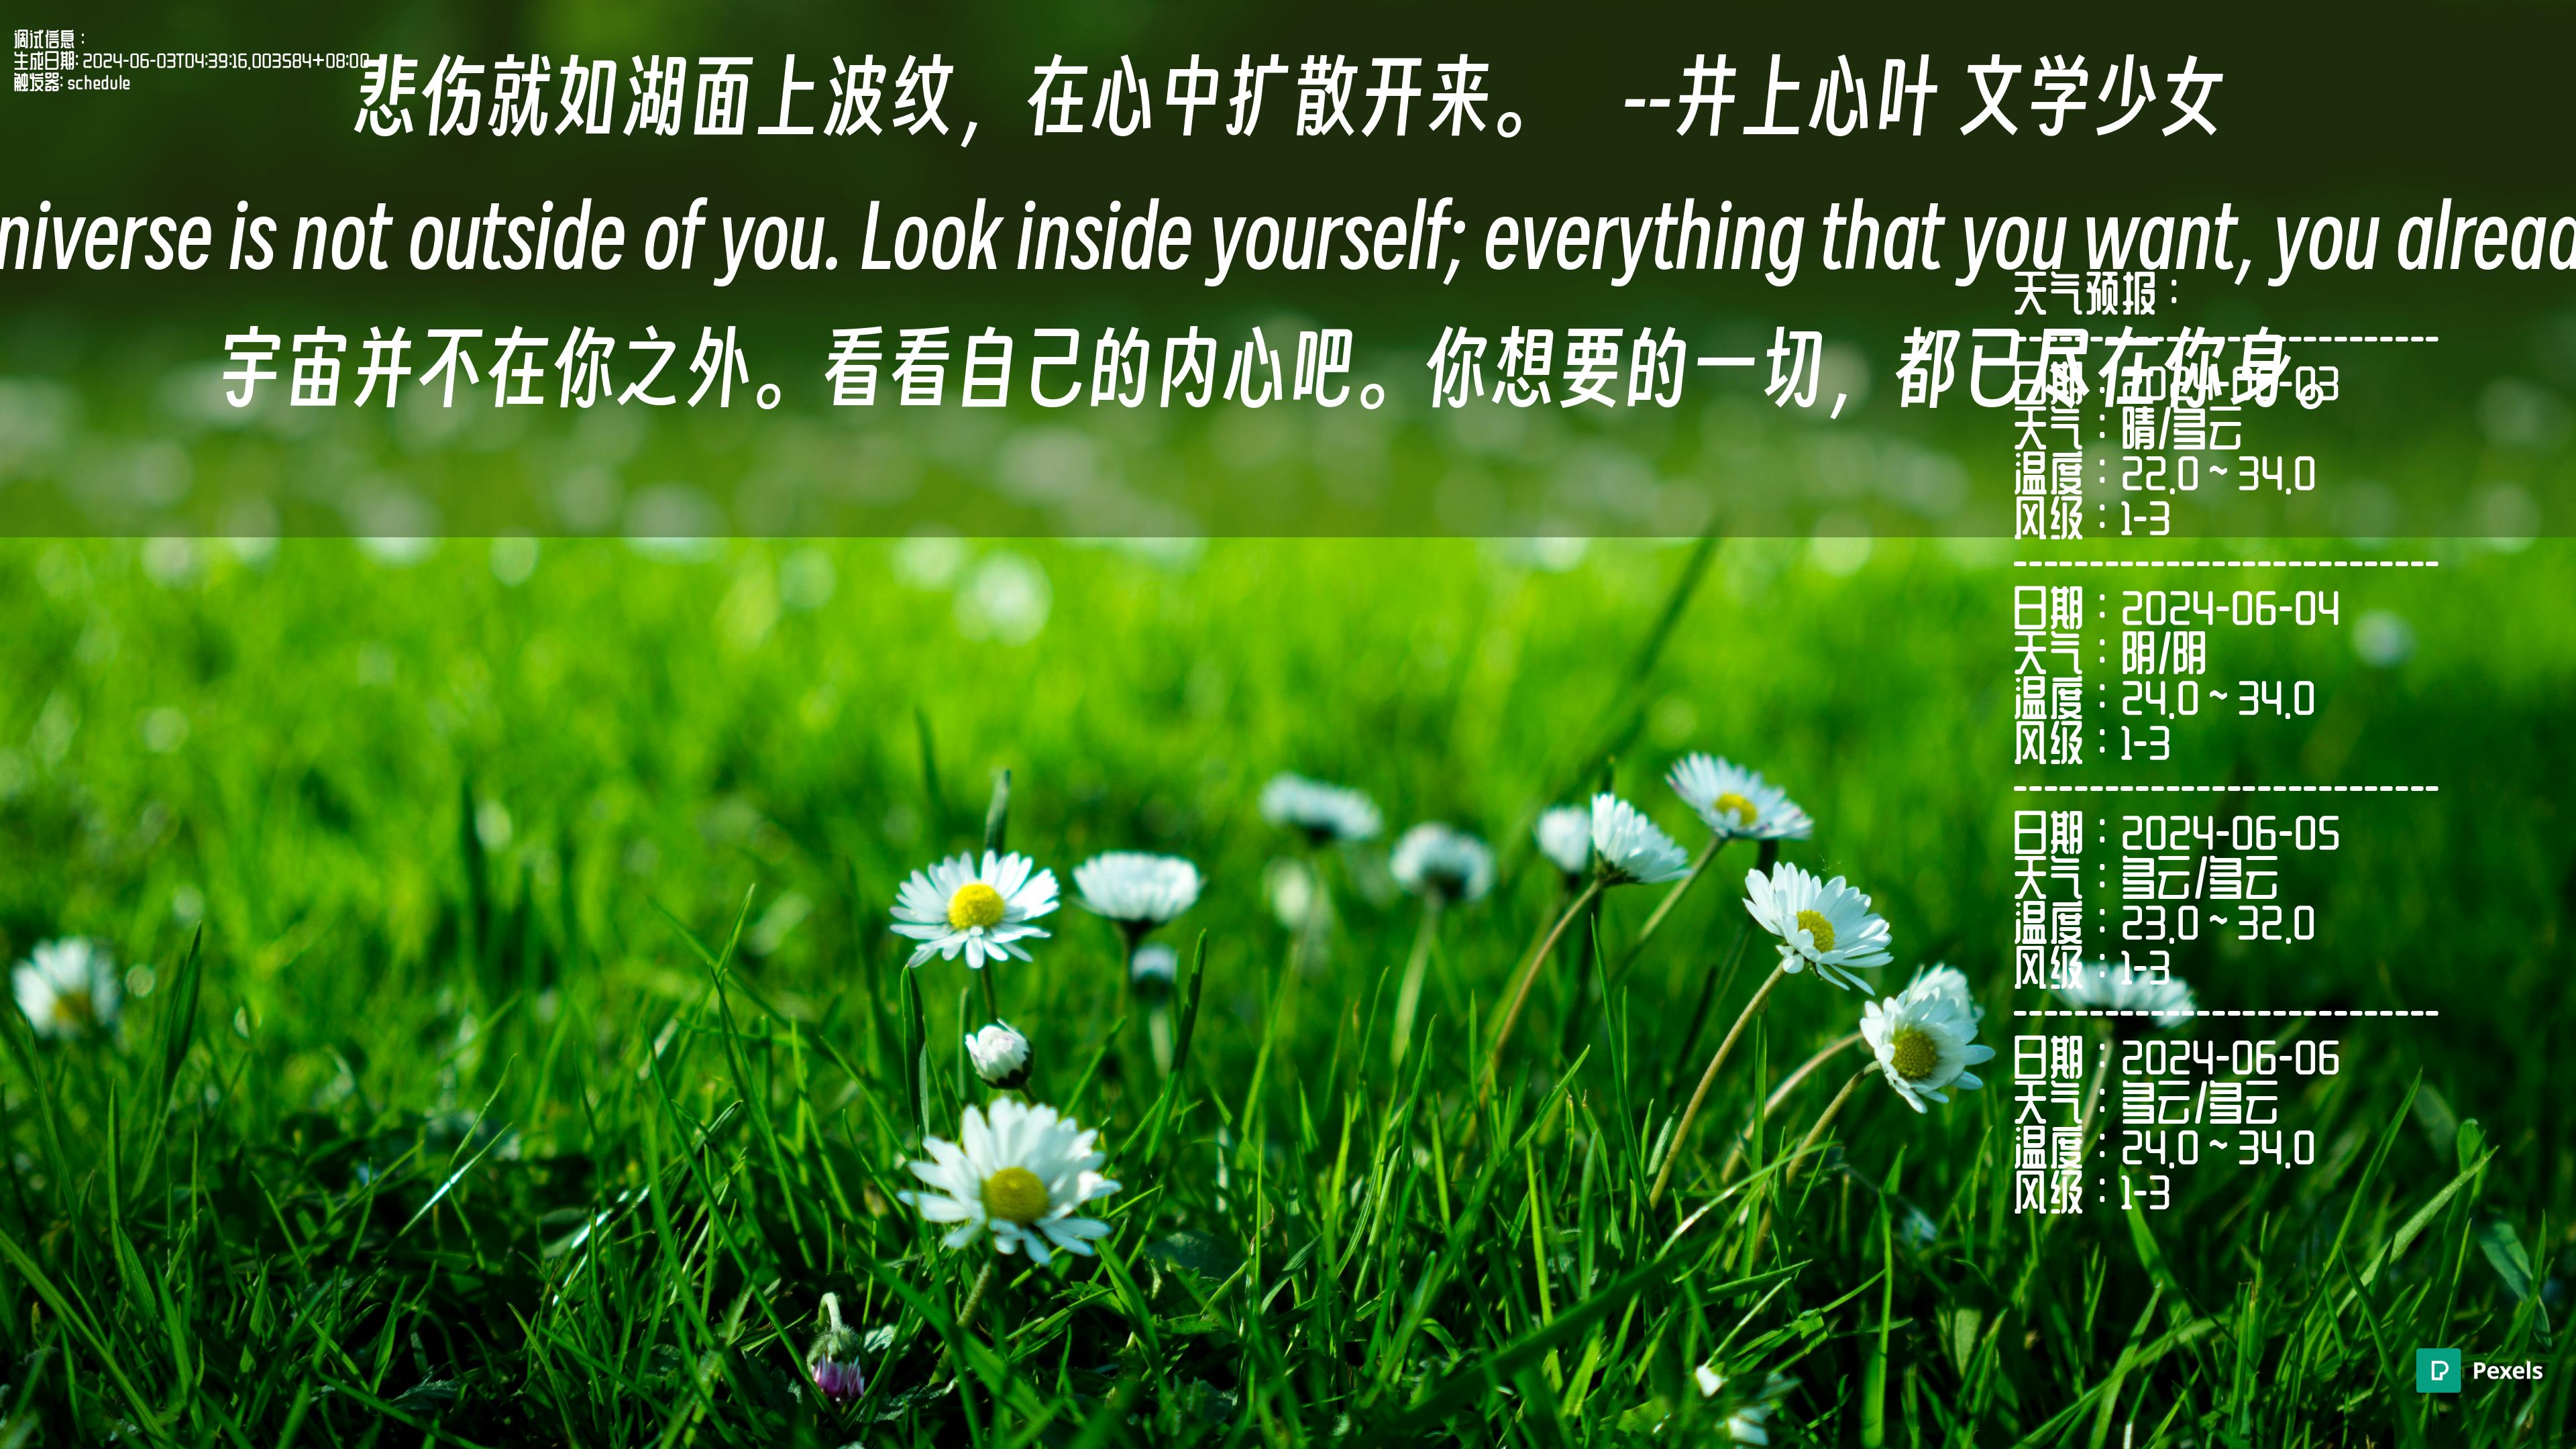 调试信息：
生成日期: 2024-06-03T04:39:16.003584+08:00
触发器: schedule
悲伤就如湖面上波纹，在心中扩散开来。 --井上心叶 文学少女
niverse is not outside of you. Look inside yourself; everything that you want, you alread
宇宙并不在你之外。看看自己的内心吧。你想要的一切，都已尽在你身。
天气预报：
----------------------------
日期：2024-06-03
天气：晴/多云
温度：22.0 ~ 34.0
风级：1-3
----------------------------
日期：2024-06-04
天气：阴/阴
温度：24.0 ~ 34.0
风级：1-3
----------------------------
日期：2024-06-05
天气：多云/多云
温度：23.0 ~ 32.0
风级：1-3
----------------------------
日期：2024-06-06
天气：多云/多云
温度：24.0 ~ 34.0
风级：1-3
Pexels